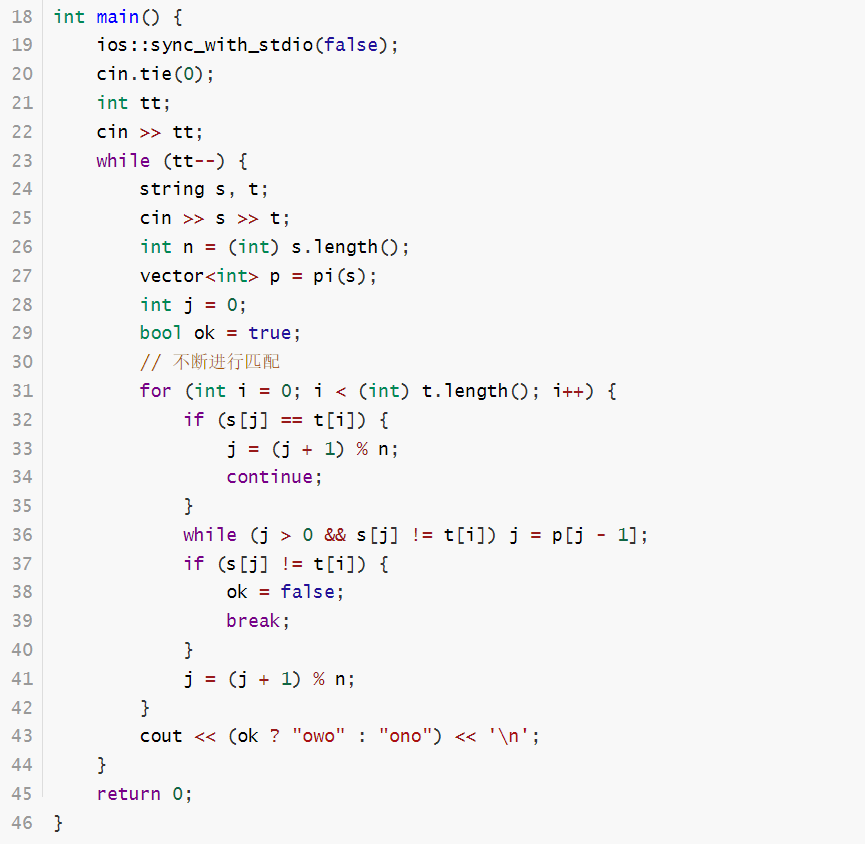 18 int main() {
19     ios::sync_with_stdio(false);
20     cin.tie(0);
21     int tt;
22     cin >> tt;
23     while (tt--) {
24         string s, t;
25         cin >> s >> t;
26         int n = (int) s.length();
27         vector<int> p = pi(s);
28         int j = 0;
29         bool ok = true;
30         // 不断进行匹配
31         for (int i = 0; i < (int) t.length(); i++) {
32             if (s[j] == t[i]) {
33                 j = (j + 1) % n;
34                 continue;
35             }
36             while (j > 0 && s[j] != t[i]) j = p[j - 1];
37             if (s[j] != t[i]) {
38                 ok = false;
39                 break;
40             }
41             j = (j + 1) % n;
42         }
43         cout << (ok ? "owo" : "ono") << '\n';
44     }
45     return 0;
46 }